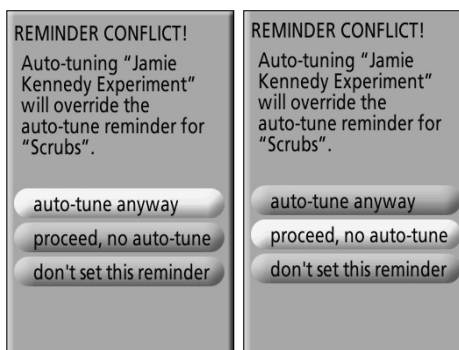 REMINDER CONFLICT!
Auto-tuning “Jamie
Kennedy Experiment”
will override the
auto-tune reminder for
“Scrubs”.
auto-tune anyway
proceed, no auto-tune
don't set this reminder
REMINDER CONFLICT!
Auto-tuning “Jamie
Kennedy Experiment”
will override the
auto-tune reminder for
“Scrubs”.
auto-tune anyway
proceed, no auto-tune
don't set this reminder